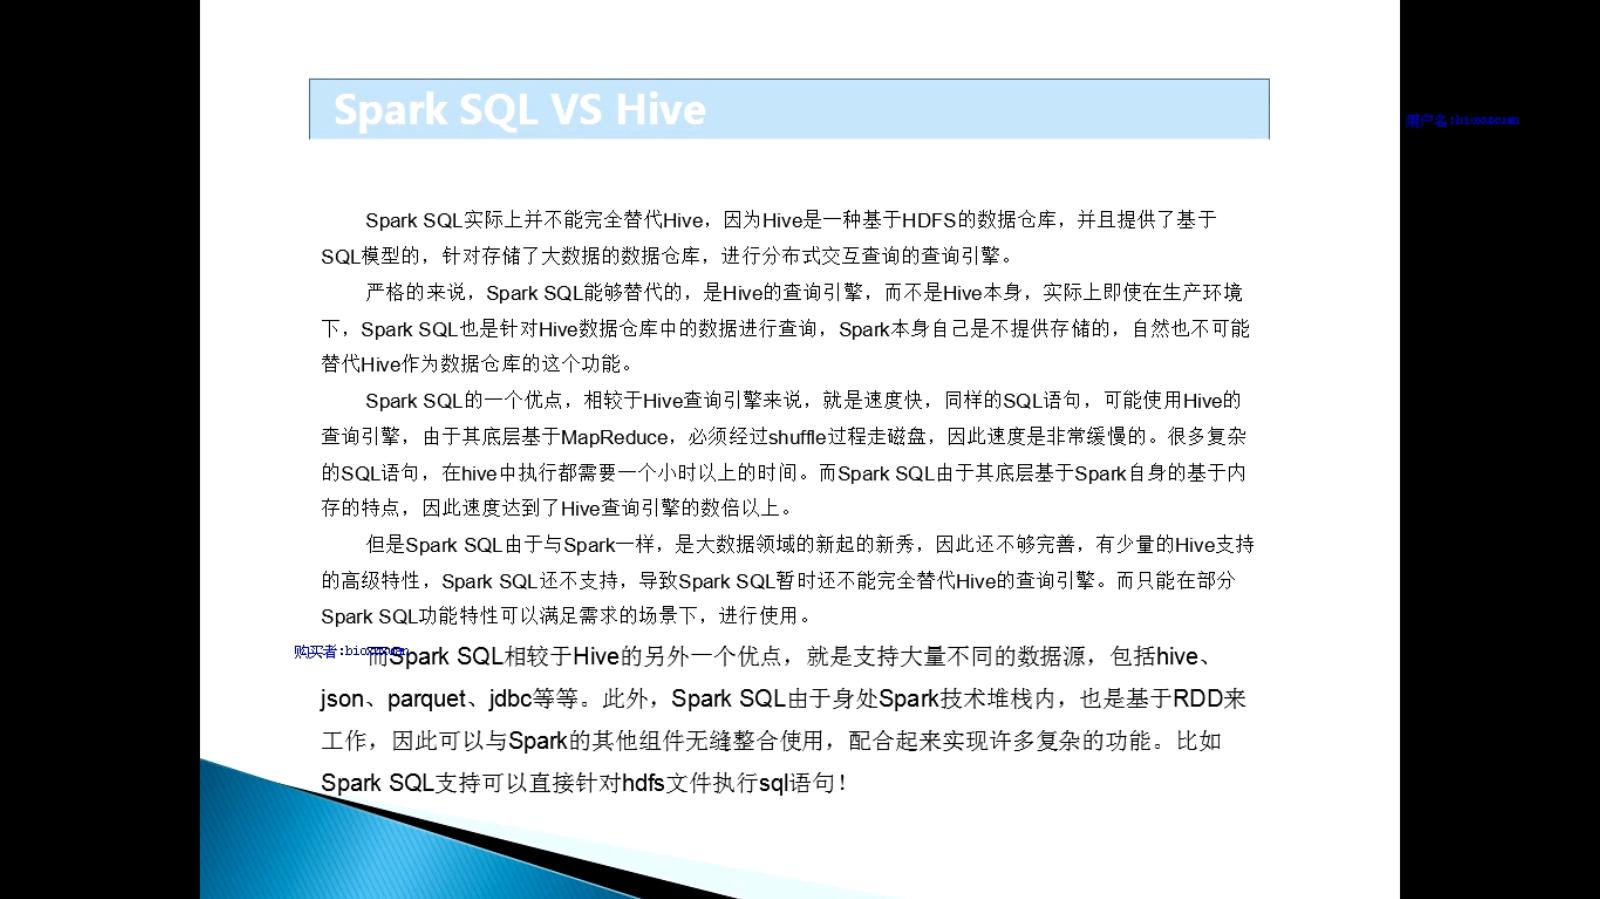 Spark SQL VS Hive
Spark SQL实际上并不能完全替代Hive，因为Hive是一种基于HDFS的数据仓库，并且提供了基于
SQL模型的，针对存储了大数据的数据仓库，进行分布式交互查询的查询引擎。
严格的来说，Spark SQL能够替代的，是Hive的查询引擎，而不是Hive本身，实际上即使在生产环境
下，Spark SQL也是针对Hive数据仓库中的数据进行查询，Spark本身自己是不提供存储的，自然也不可能
替代Hive作为数据仓库的这个功能。
Spark SQL的一个优点，相较于Hive查询引擎来说，就是速度快，同样的SQL语句，可能使用Hive的
查询引擎，由于其底层基于MapReduce，必须经过shuffle过程走磁盘，因此速度是非常缓慢的。很多复杂
的SQL语句，在hive中执行都需要一个小时以上的时间。而Spark SQL由于其底层基于Spark自身的基于内
存的特点，因此速度达到了Hive查询引擎的数倍以上。
但是Spark SQL由于与Spark一样，是大数据领域的新起的新秀，因此还不够完善，有少量的Hive支持
的高级特性，Spark SQL还不支持，导致Spark SQL暂时还不能完全替代Hive的查询引擎。而只能在部分
Spark SQL功能特性可以满足需求的场景下，进行使用。
而Spark SQL相较于Hive的另外一个优点，就是支持大量不同的数据源，包括hive、
json、parquet、jdbc等等。此外，Spark SQL由于身处Spark技术堆栈内，也是基于RDD来
工作，因此可以与Spark的其他组件无缝整合使用，配合起来实现许多复杂的功能。比如
Spark SQL支持可以直接针对hdfs文件执行sql语句！
用户名:
购买者: